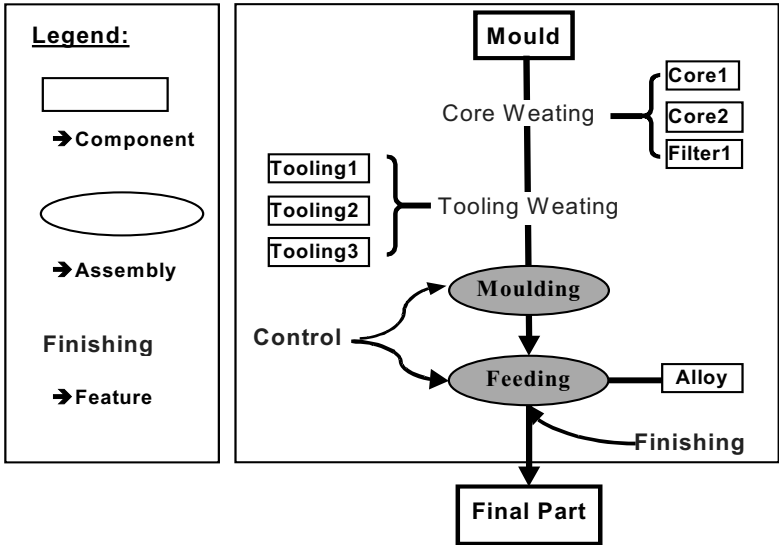 Legend:
➔Component
➔Assembly
Finishing
➔Feature
Mould
Core Weating
Core1
Core2
Filter1
Tooling1
Tooling2
Tooling3
Tooling Weating
Moulding
Control
Feeding
Alloy
Finishing
Final Part